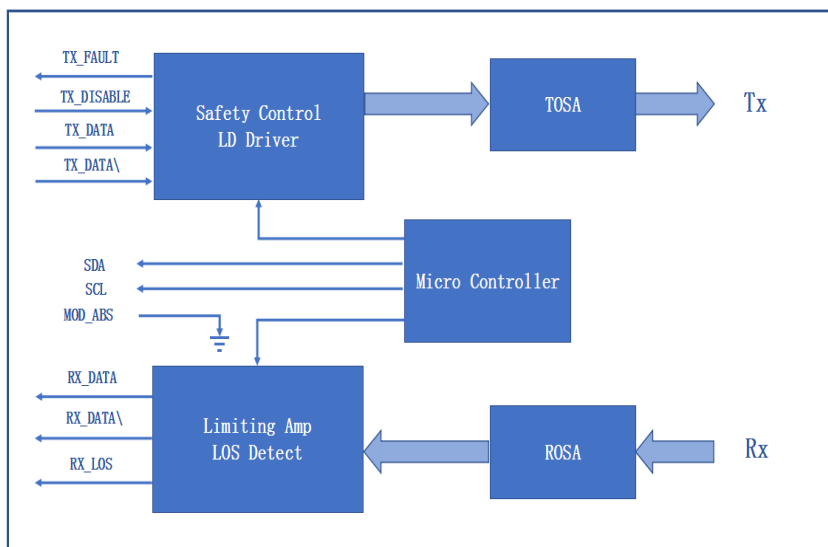 TX_FAULT
TX_DISABLE
TX_DATA
TX_DATA\
Safety Control
LD Driver
TOSA
Tx
SDA
SCL
MOD_ABS
Micro Controller
RX_DATA
RX_DATA\
RX_LOS
Limiting Amp
LOS Detect
ROSA
Rx